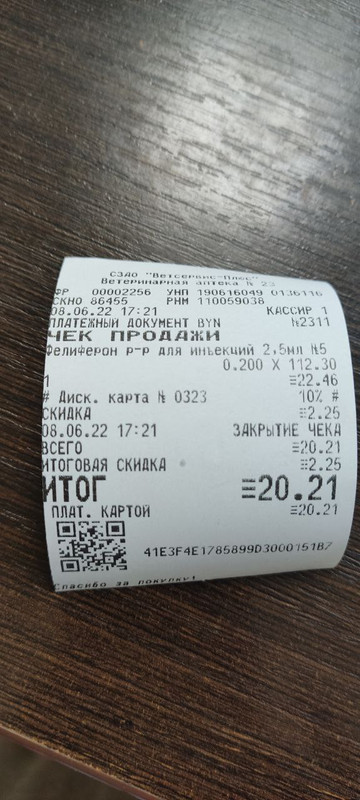 СЗАО "Ветсервис-Плюс"
Ветеринарная аптека № 23
ФР 00002256 УНП 190616049 0136116
СКНО 86455 РНМ 110059038
08.06.22 17:21 КАССИР 1
ПЛАТЕЖНЫЙ ДОКУМЕНТ BYN №2311
ЧЕК ПРОДАЖИ
Фелиферон р-р для инъекций 2,5мл №5
0.200 X 112.30
1 ≡22.46
# Диск. карта № 0323 10% #
СКИДКА ≡2.25
08.06.22 17:21 ЗАКРЫТИЕ ЧЕКА
ВСЕГО ≡20.21
ИТОГОВАЯ СКИДКА ≡2.25
ИТОГ ≡20.21
ПЛАТ. КАРТОЙ ≡20.21
41E3F4E1785899D3000151B7
Спасибо за покупку!